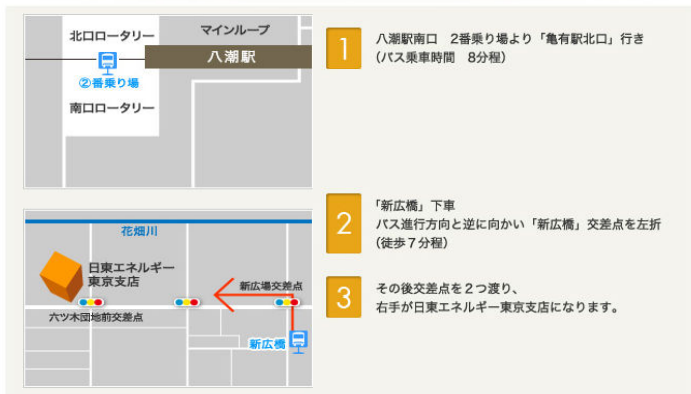 北口ロータリー
マインループ
八潮駅
②番乗り場
南口ロータリー
1
八潮駅南口　2番乗り場より「亀有駅北口」行き
（バス乗車時間　8分程）
花畑川
日東エネルギー
東京支店
新広場交差点
六ツ木団地前交差点
新広橋
2
「新広橋」下車
バス進行方向と逆に向かい「新広橋」交差点を左折
（徒歩７分程）
3
その後交差点を２つ渡り、
右手が日東エネルギー東京支店になります。